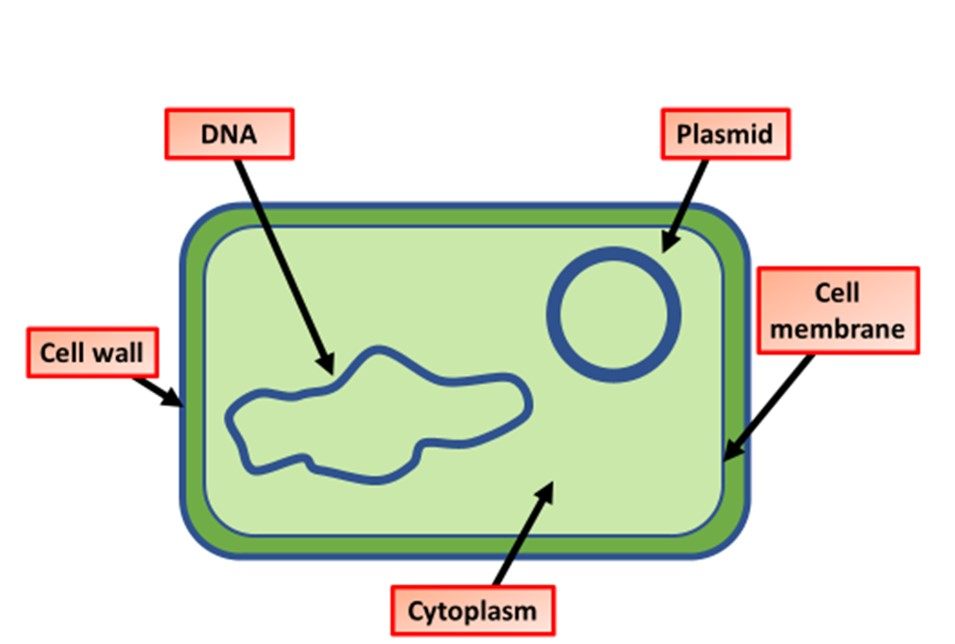 DNA
Plasmid
Cell
membrane
Cell wall
Cytoplasm